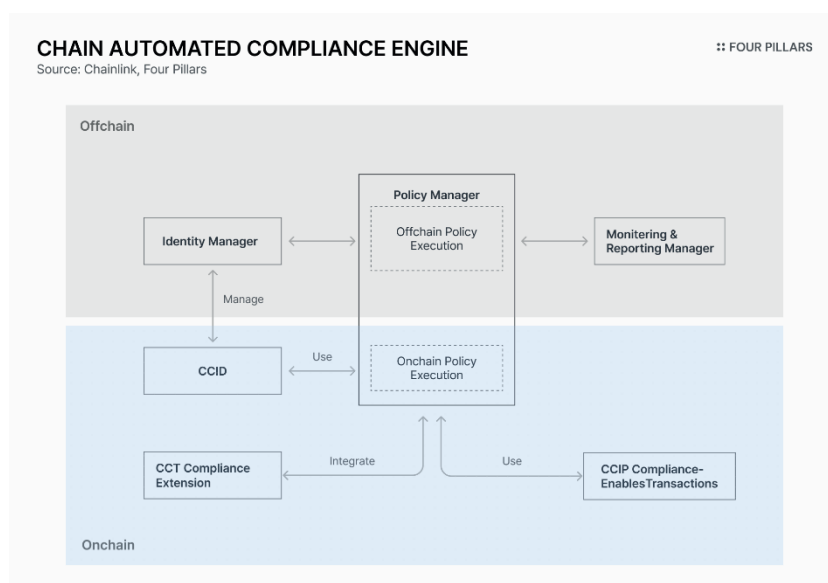 CHAIN AUTOMATED COMPLIANCE ENGINE
Source: Chainlink, Four Pillars
:: FOUR PILLARS
Offchain
Policy Manager
Offchain Policy
Execution
Identity Manager
Monitering &
Reporting Manager
Manage
CCID
Use
Onchain Policy
Execution
CCT Compliance
Extension
Integrate
Use
CCIP Compliance-
EnablesTransactions
Onchain